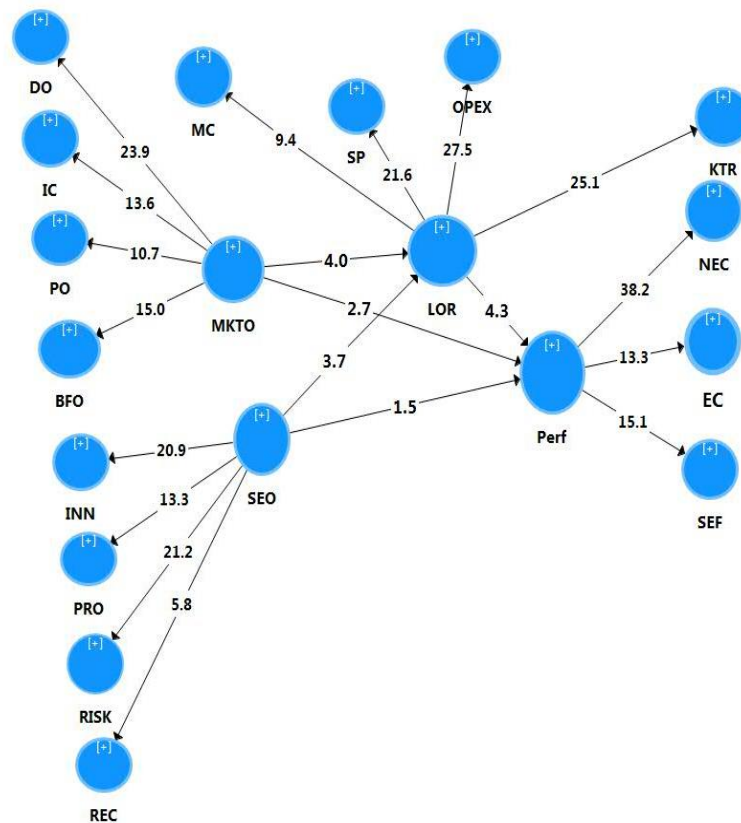 [+]
DO
[+]
MC
[+]
OPEX
[+]
SP
[+]
KTR
[+]
IC
[+]
PO
[+]
BFO
[+]
MKTO
[+]
LOR
[+]
NEC
[+]
Perf
[+]
EC
[+]
SEF
[+]
SEO
[+]
INN
[+]
PRO
[+]
RISK
[+]
REC
23.9
13.6
10.7
15.0
9.4
21.6
27.5
25.1
4.0
2.7
4.3
3.7
1.5
38.2
13.3
15.1
20.9
13.3
21.2
5.8